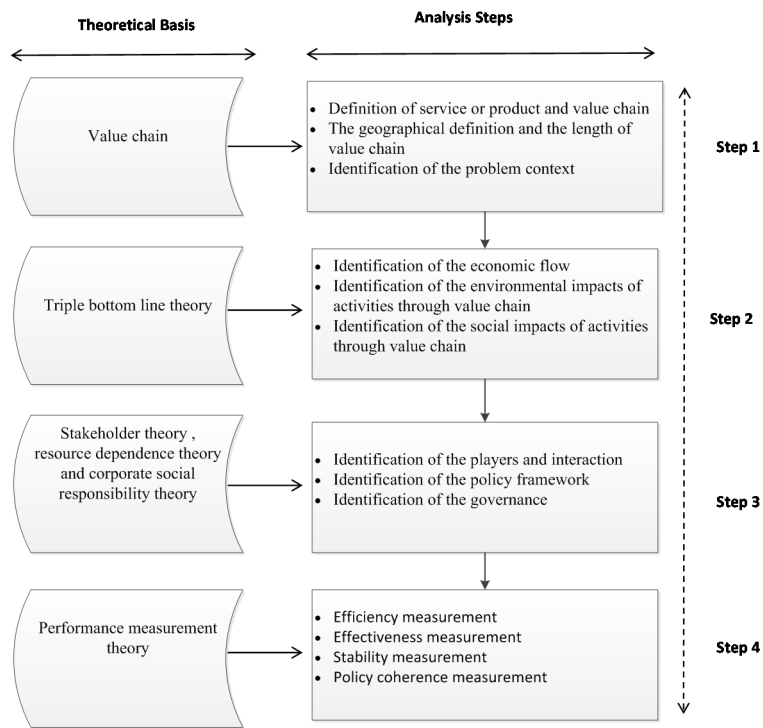 Theoretical Basis
Analysis Steps
Value chain
• Definition of service or product and value chain
• The geographical definition and the length of
value chain
• Identification of the problem context
Step 1
Triple bottom line theory
• Identification of the economic flow
• Identification of the environmental impacts of
activities through value chain
• Identification of the social impacts of activities
through value chain
Step 2
Stakeholder theory ,
resource dependence theory
and corporate social
responsibility theory
• Identification of the players and interaction
• Identification of the policy framework
• Identification of the governance
Step 3
Performance measurement
theory
• Efficiency measurement
• Effectiveness measurement
• Stability measurement
• Policy coherence measurement
Step 4